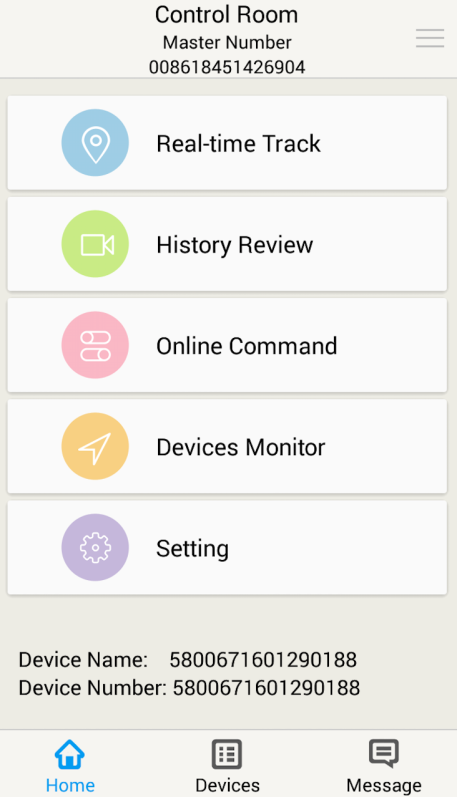 Control Room
Master Number
008618451426904
Real-time Track
History Review
Online Command
Devices Monitor
Setting
Device Name: 5800671601290188
Device Number: 5800671601290188
Home Devices Message